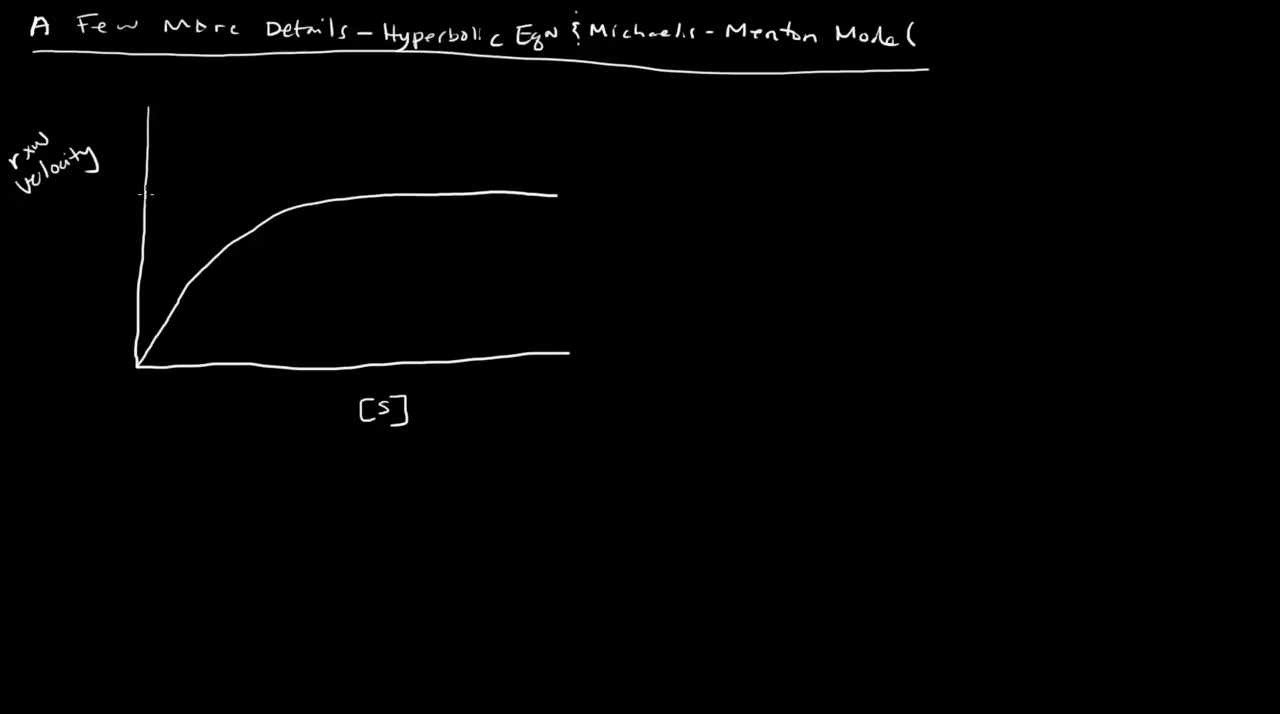 A Few More Details - Hyperbolic Eqn & Michaelis - Menton Model
rxn
velocity
[S]